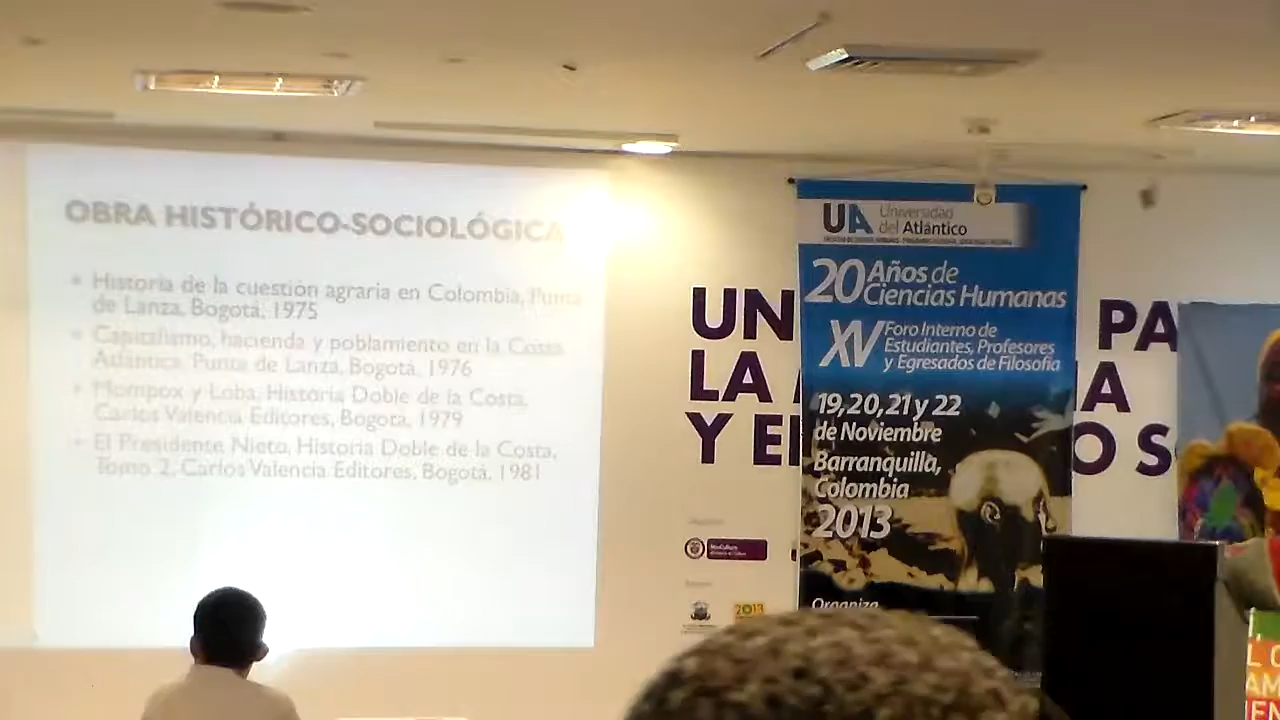 OBRA HISTÓRICO-SOCIOLÓGICA
Historia de la cuestión agraria en Colombia, Punta
de Lanza, Bogotá, 1975
Capitalismo, hacienda y poblamiento en la Costa
Atlántica, Punta de Lanza, Bogotá, 1976
Mompox y Loba, Historia Doble de la Costa,
Carlos Valencia Editores, Bogotá, 1979
El Presidente Nieto, Historia Doble de la Costa,
Tomo 2, Carlos Valencia Editores, Bogotá, 1981
UA Universidad
del Atlántico
20 Años de
Ciencias Humanas
XV Foro Interno de
Estudiantes, Profesores
y Egresados de Filosofía
19, 20, 21 y 22
de Noviembre
Barranquilla,
Colombia
2013
Organiza
UN PA
LA A
Y E O S
MinCultura
2013
L C
AM
EN